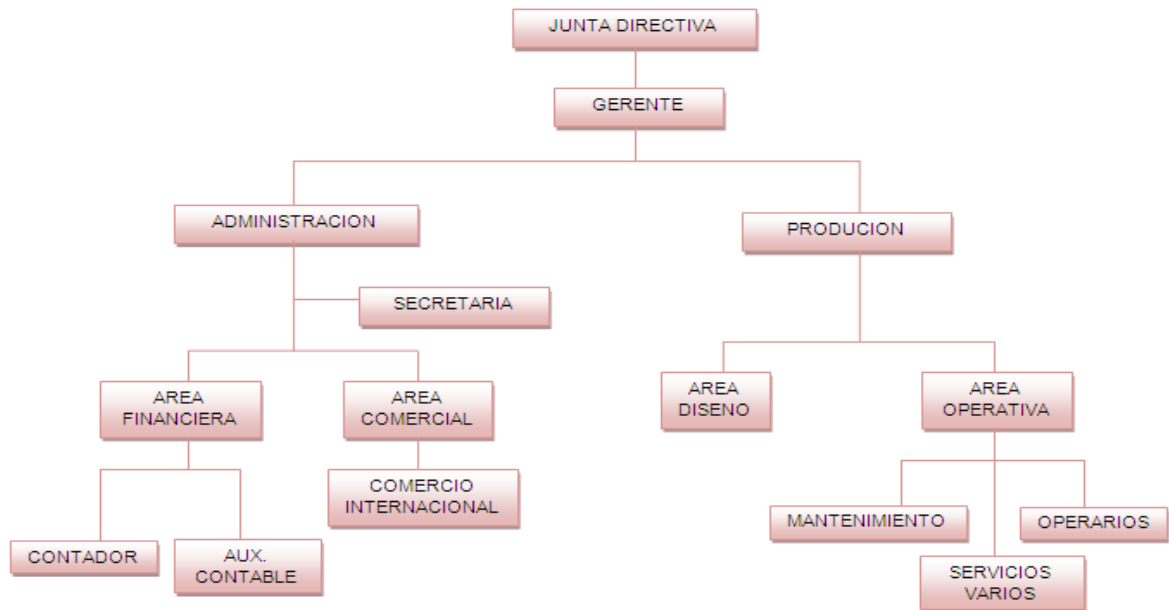 JUNTA DIRECTIVA
GERENTE
ADMINISTRACION
PRODUCION
SECRETARIA
AREA
FINANCIERA
AREA
COMERCIAL
AREA
DISENO
AREA
OPERATIVA
COMERCIO
INTERNACIONAL
MANTENIMIENTO
OPERARIOS
CONTADOR
AUX.
CONTABLE
SERVICIOS
VARIOS